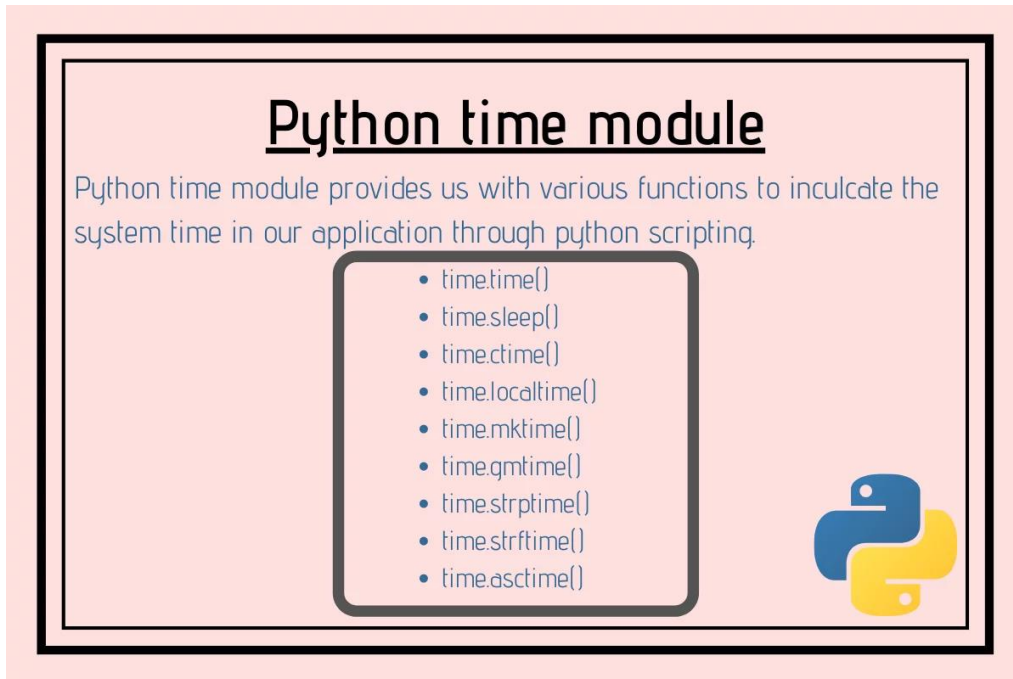 Python time module
Python time module provides us with various functions to inculcate the
system time in our application through python scripting.
• time.time()
• time.sleep()
• time.ctime()
• time.localtime()
• time.mktime()
• time.gmtime()
• time.strptime()
• time.strftime()
• time.asctime()